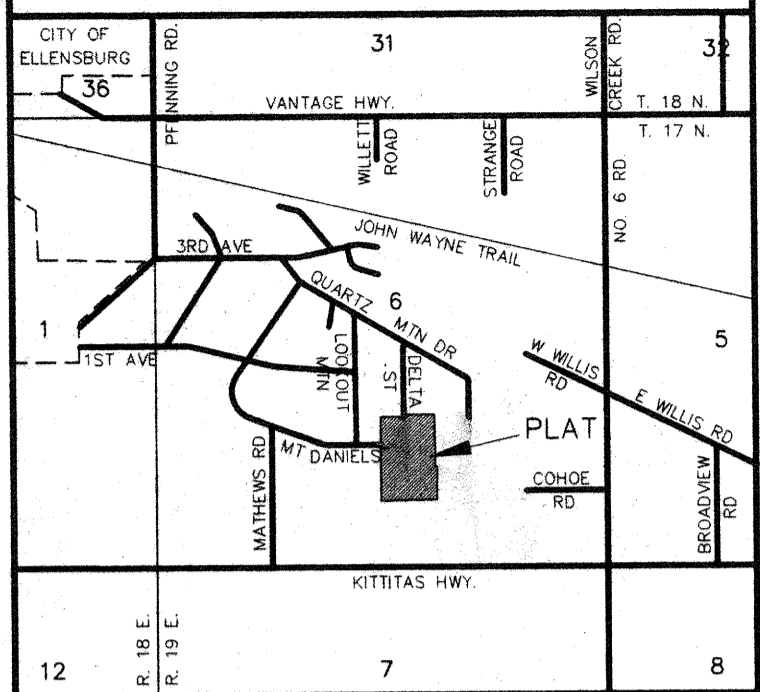 CITY OF
ELLENSBURG
36
PFENNING RD.
31
WILSON
CREEK RD.
32
VANTAGE HWY.
T. 18 N.
T. 17 N.
WILLETT
ROAD
STRANGE
ROAD
NO. 6 RD.
JOHN WAYNE TRAIL
3RD AVE
QUARTZ MTN DR
6
1
1ST AVE
LOOKOUT
MTN
DELTA
ST.
W WILLIS
RD
E WILLIS RD
5
PLAT
MATHEWS RD
MT DANIELS
COHOE
RD
BROADVIEW
RD
KITTITAS HWY.
R. 18 E.
R. 19 E.
12
7
8